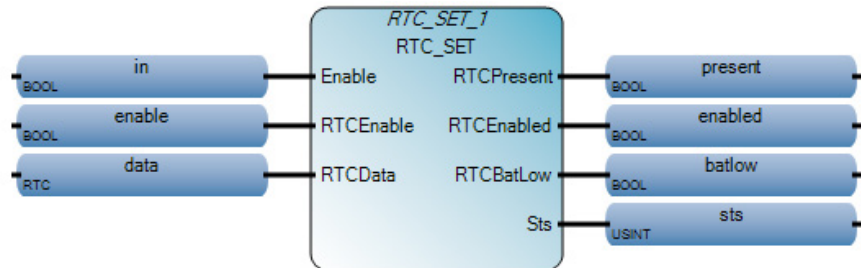 RTC_SET_1
RTC_SET
in
BOOL
Enable
RTCPresent
present
BOOL
enable
BOOL
RTCEnable
RTCEnabled
enabled
BOOL
data
RTC
RTCData
RTCBatLow
batlow
BOOL
Sts
sts
USINT